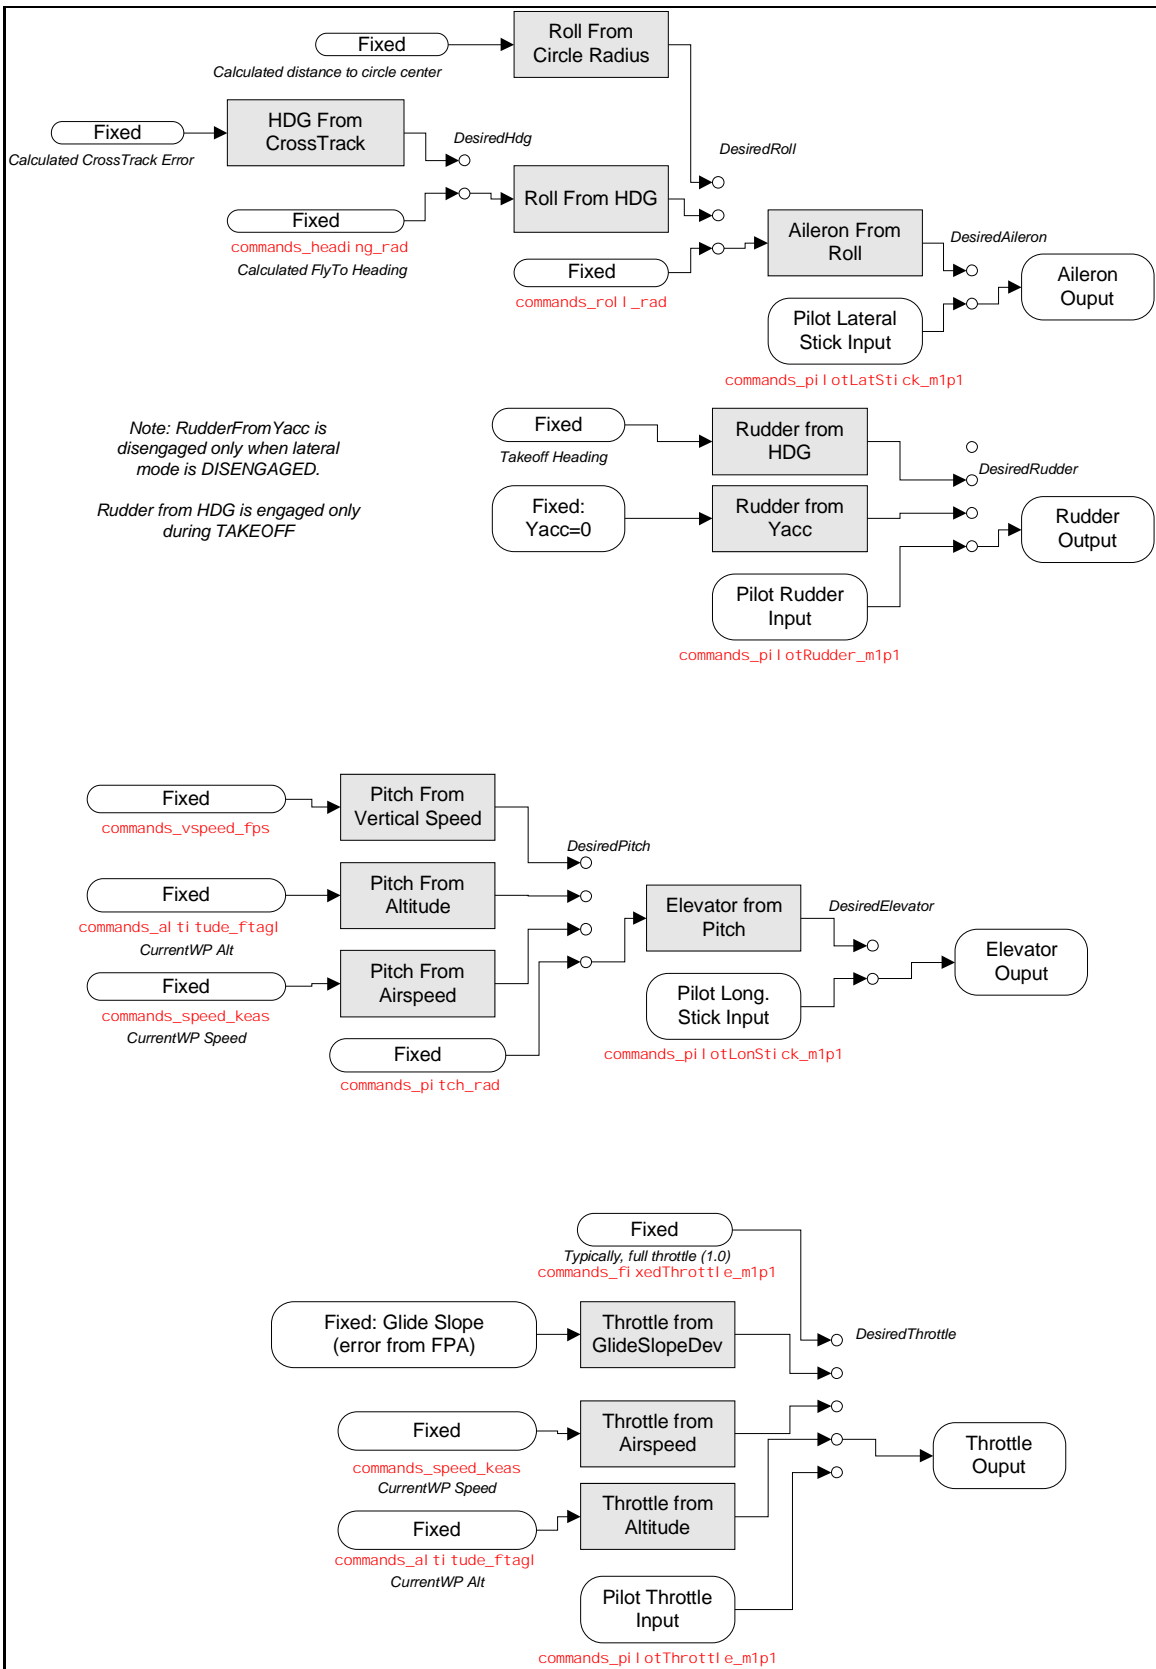 Roll From
Circle Radius
Fixed
Calculated distance to circle center
HDG From
CrossTrack
Fixed
Calculated CrossTrack Error
DesiredHdg
DesiredRoll
Roll From HDG
Fixed
commands_heading_rad
Calculated FlyTo Heading
Aileron From
Roll
DesiredAileron
Fixed
commands_roll_rad
Aileron
Ouput
Pilot Lateral
Stick Input
commands_pilotLatStick_m1p1
Note: RudderFromYacc is
disengaged only when lateral
mode is DISENGAGED.
Rudder from HDG is engaged only
during TAKEOFF
Fixed
Takeoff Heading
Rudder from
HDG
DesiredRudder
Fixed:
Yacc=0
Rudder from
Yacc
Rudder
Output
Pilot Rudder
Input
commands_pilotRudder_m1p1
Fixed
commands_vspeed_fps
Pitch From
Vertical Speed
DesiredPitch
Fixed
commands_altitude_ftagl
CurrentWP Alt
Pitch From
Altitude
Elevator from
Pitch
DesiredElevator
Fixed
commands_speed_keas
CurrentWP Speed
Pitch From
Airspeed
Elevator
Ouput
Pilot Long.
Stick Input
commands_pilotLonStick_m1p1
Fixed
commands_pitch_rad
Fixed
Typically, full throttle (1.0)
commands_fixedThrottle_m1p1
Fixed: Glide Slope
(error from FPA)
Throttle from
GlideSlopeDev
DesiredThrottle
Fixed
commands_speed_keas
CurrentWP Speed
Throttle from
Airspeed
Throttle
Ouput
Fixed
commands_altitude_ftagl
CurrentWP Alt
Throttle from
Altitude
Pilot Throttle
Input
commands_pilotThrottle_m1p1